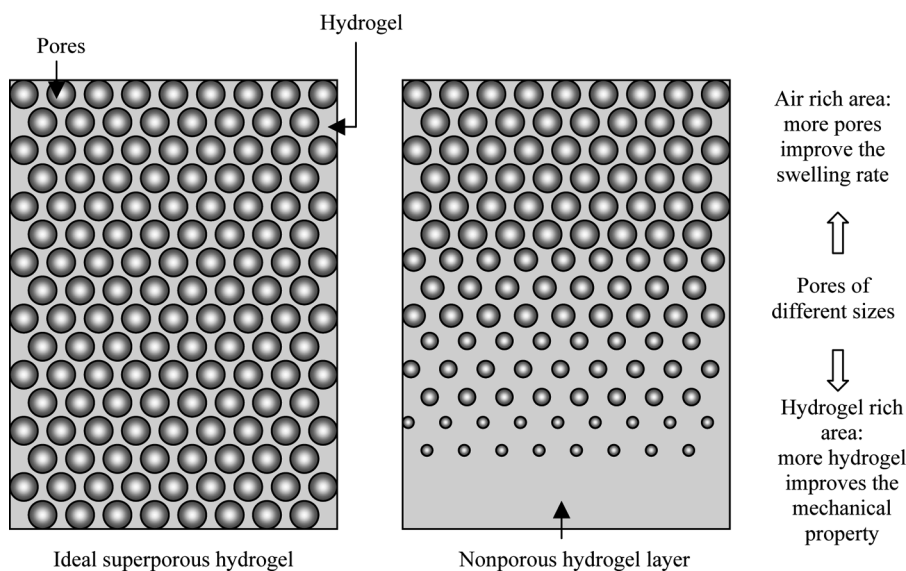 Hydrogel
Pores
Air rich area:
more pores
improve the
swelling rate
Pores of
different sizes
Hydrogel rich
area:
more hydrogel
improves the
mechanical
property
Ideal superporous hydrogel
Nonporous hydrogel layer